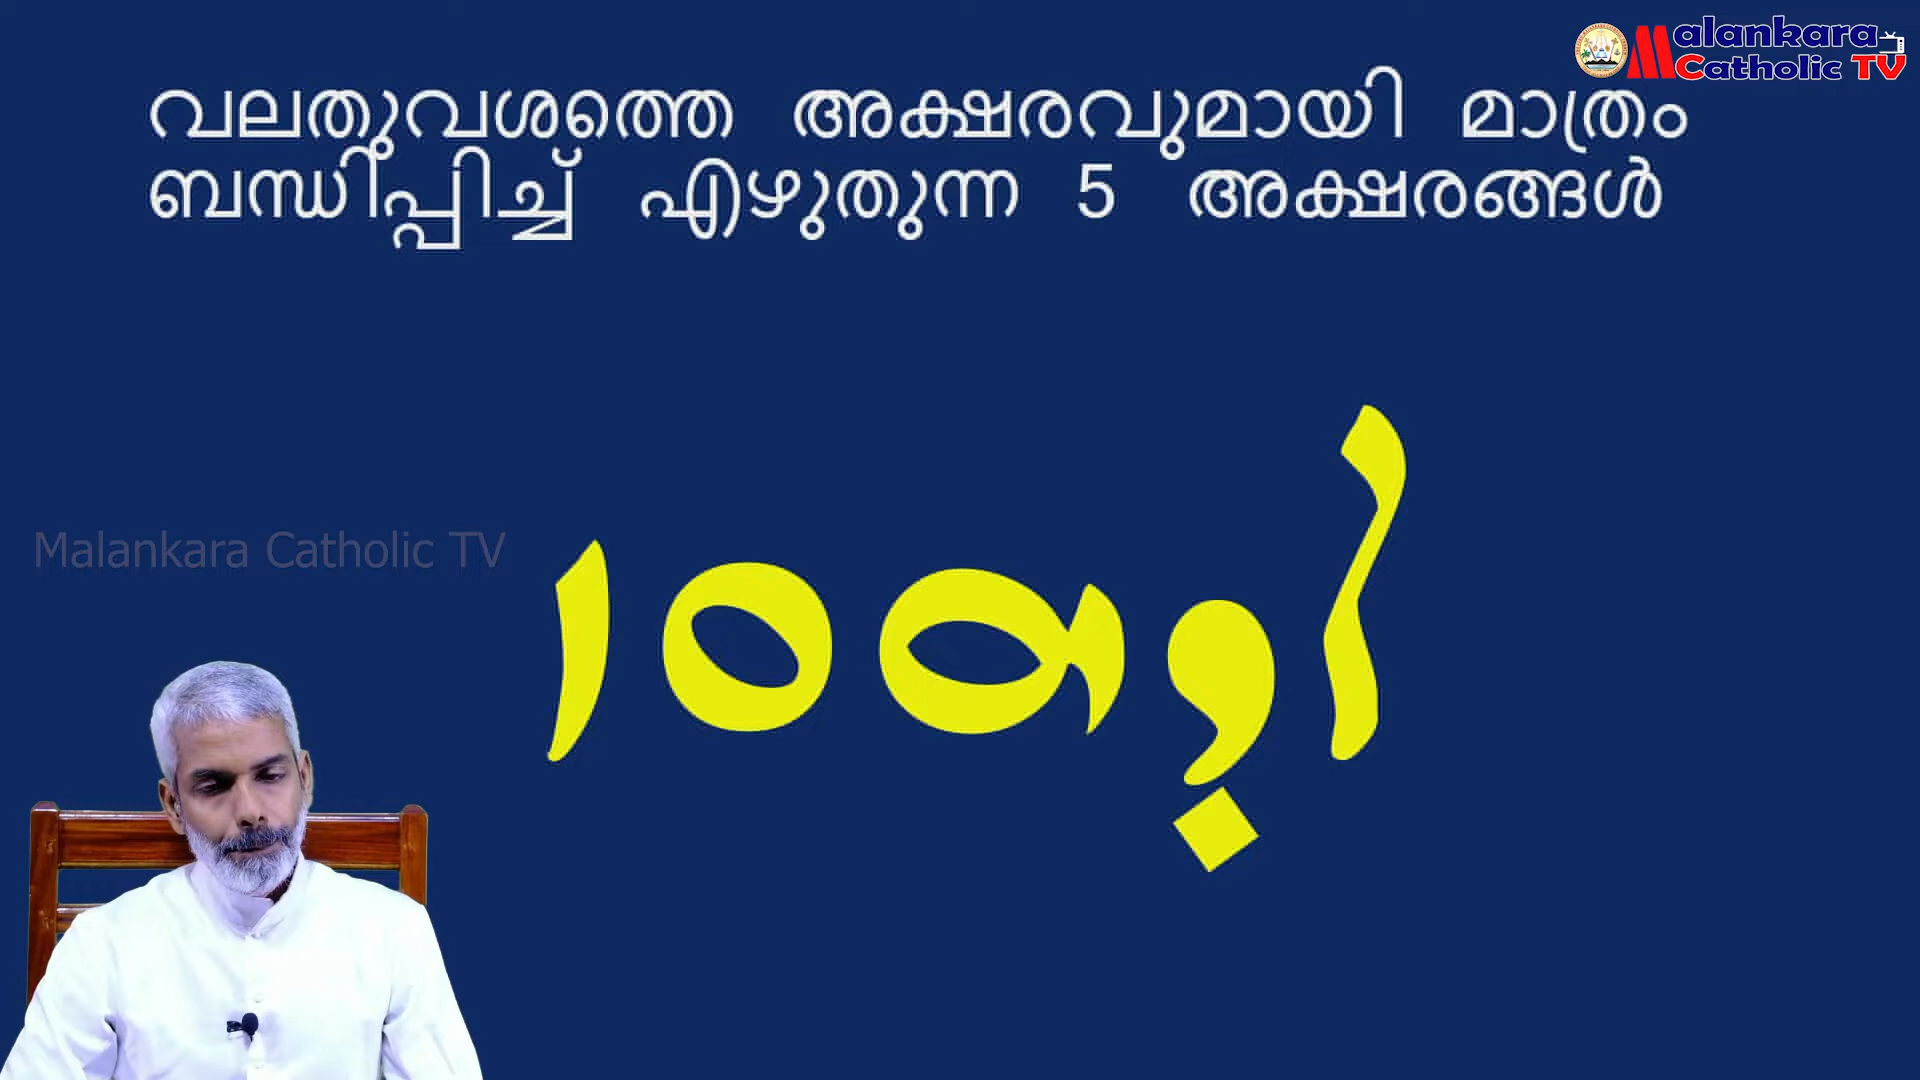 Malankara
Catholic TV
വലതുവശത്തെ അക്ഷരവുമായി മാത്രം
ബന്ധിപ്പിച്ച് എഴുതുന്ന 5 അക്ഷരങ്ങൾ
ܐ ܕ ܗ ܘ ܙ
Malankara Catholic TV